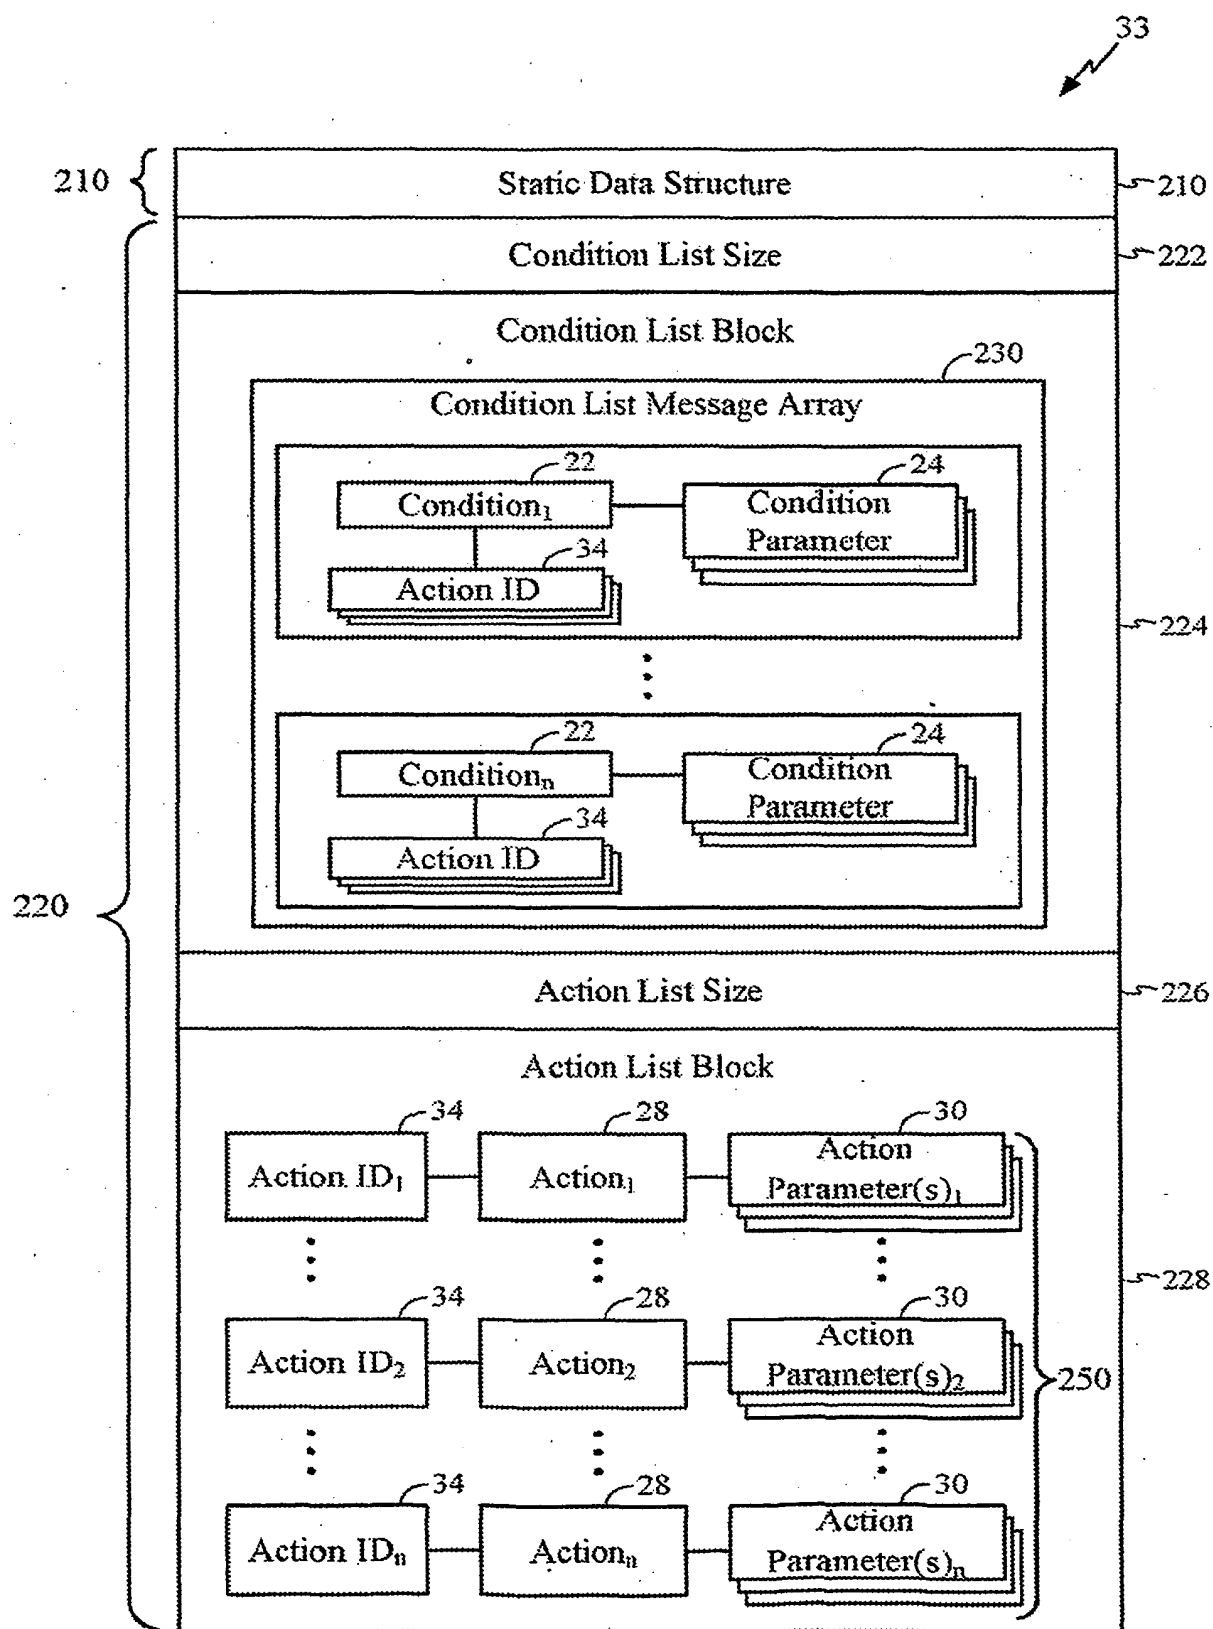 33
210
Static Data Structure
210
Condition List Size
222
Condition List Block
230
Condition List Message Array
22
24
Condition₁
Condition
Parameter
34
Action ID
224
22
24
Conditionₙ
Condition
Parameter
34
Action ID
220
Action List Size
226
Action List Block
34
28
30
Action ID₁
Action₁
Action
Parameter(s)₁
228
34
28
30
Action ID₂
Action₂
Action
Parameter(s)₂
250
34
28
30
Action IDₙ
Actionₙ
Action
Parameter(s)ₙ